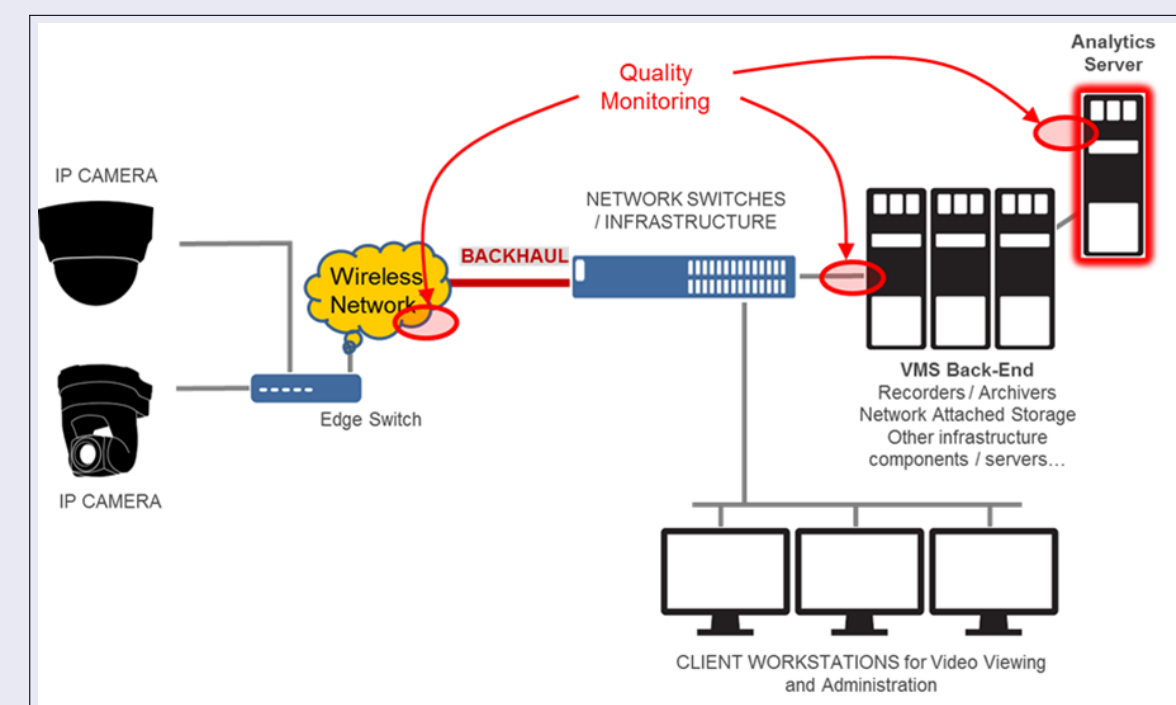 Analytics
Server
Quality
Monitoring
IP CAMERA
NETWORK SWITCHES
/ INFRASTRUCTURE
BACKHAUL
Wireless
Network
VMS Back-End
Recorders / Archivers
Network Attached Storage
Other infrastructure
components / servers…
Edge Switch
IP CAMERA
CLIENT WORKSTATIONS for Video Viewing
and Administration